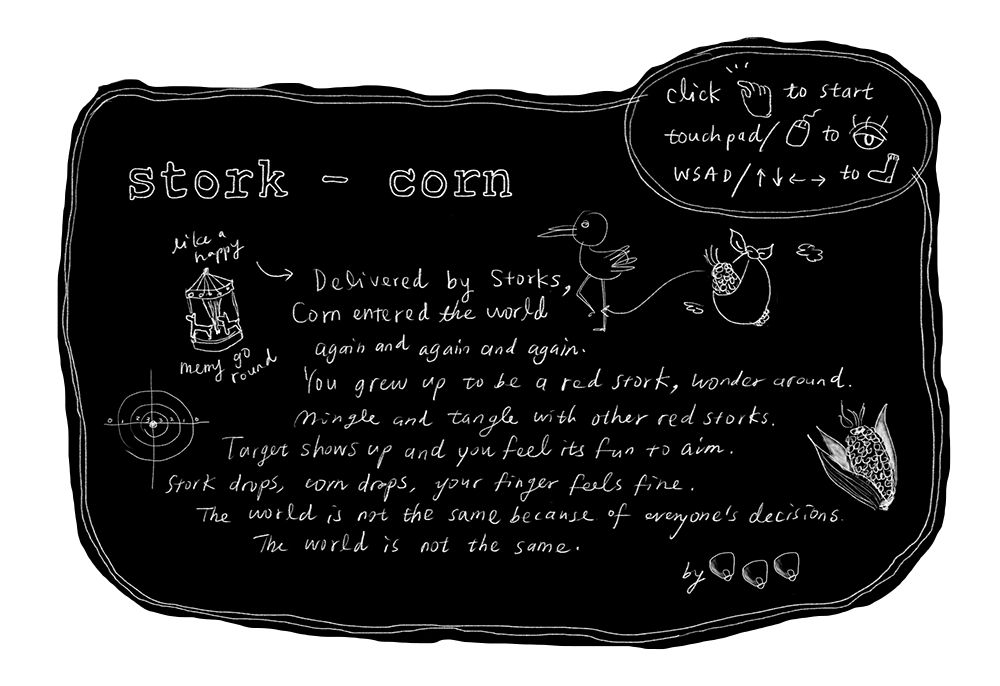 click to start
touchpad/ to
WSAD/↑↓←→ to
stork - corn
like a
happy
merry go
round
Delivered by Storks,
Corn entered the world
again and again and again.
You grew up to be a red stork, wonder around.
Mingle and tangle with other red storks.
Target shows up and you feel its fun to aim.
Stork drops, corn drops, your finger feels fine.
The world is not the same because of everyone's decisions.
The world is not the same.
by